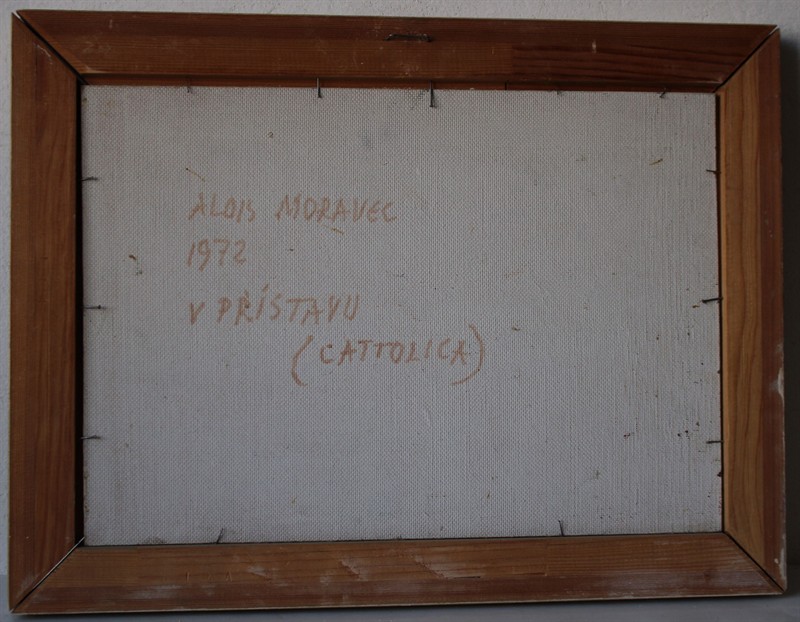 ALOIS MORAVEC
1972
V PŘÍSTAVU
(CATTOLICA)